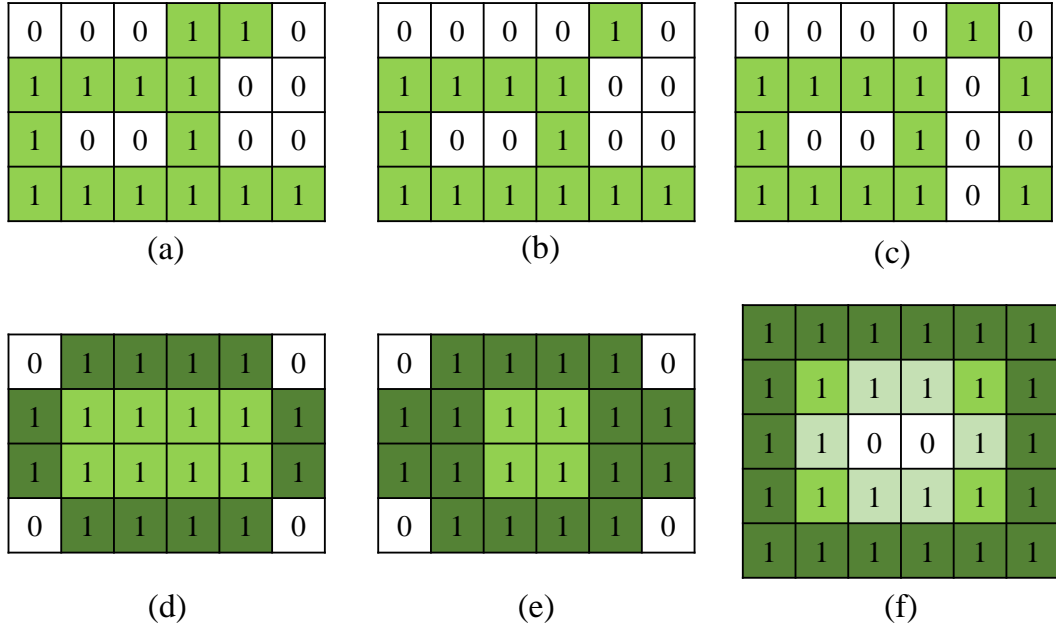 0 0 0 1 1 0
1 1 1 1 0 0
1 0 0 1 0 0
1 1 1 1 1 1
(a)
0 0 0 0 1 0
1 1 1 1 0 0
1 0 0 1 0 0
1 1 1 1 1 1
(b)
0 0 0 0 1 0
1 1 1 1 0 1
1 0 0 1 0 0
1 1 1 1 0 1
(c)
0 1 1 1 1 0
1 1 1 1 1 1
1 1 1 1 1 1
0 1 1 1 1 0
(d)
0 1 1 1 1 0
1 1 1 1 1 1
1 1 1 1 1 1
0 1 1 1 1 0
(e)
1 1 1 1 1 1
1 1 1 1 1 1
1 1 0 0 1 1
1 1 1 1 1 1
1 1 1 1 1 1
(f)